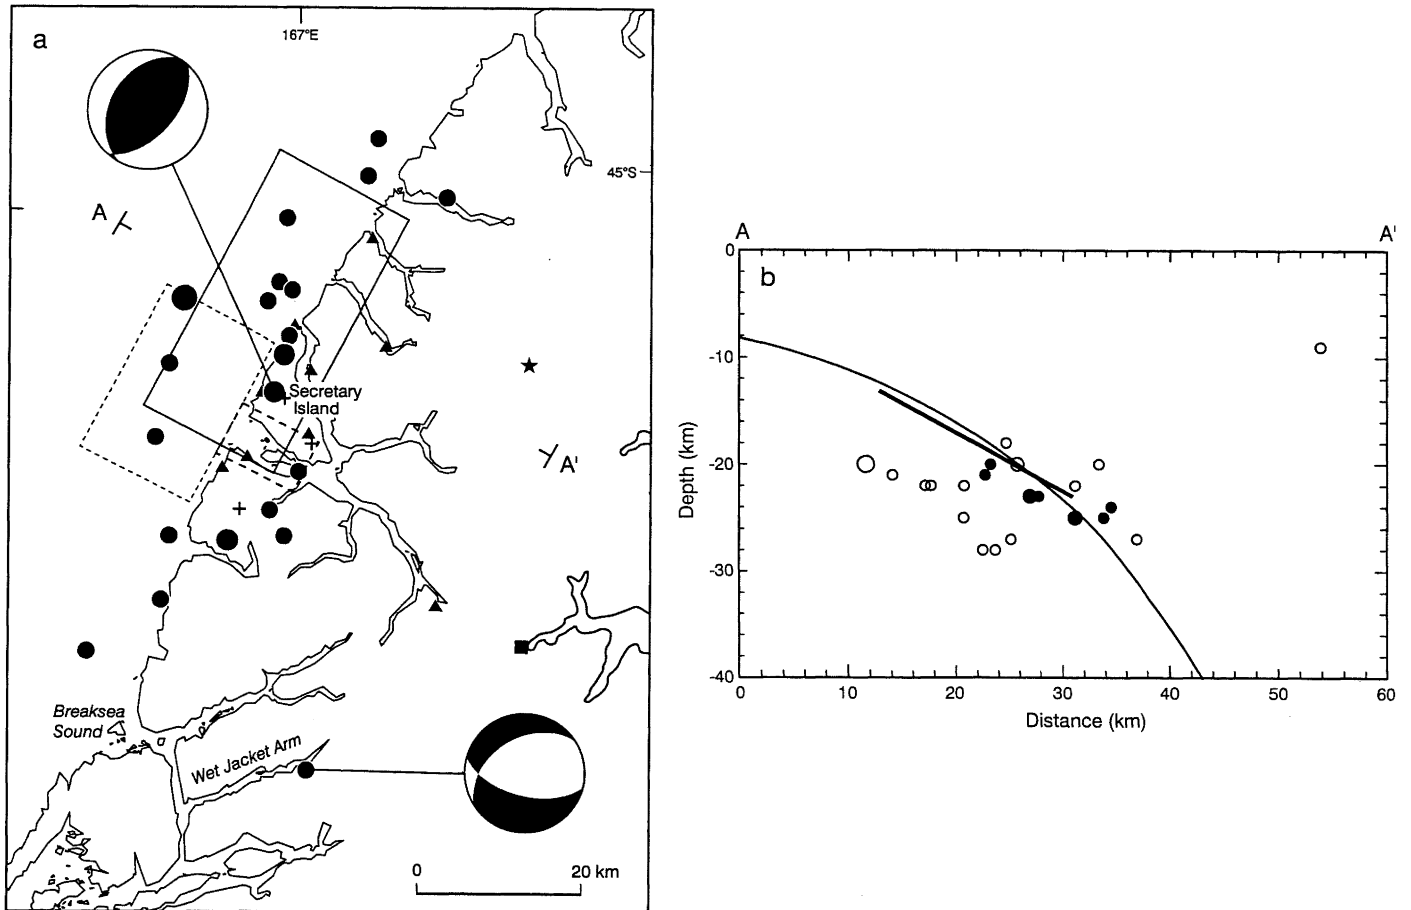 a
167°E
45°S
A
Secretary
Island
A'
Breaksea
Sound
Wet Jacket Arm
0 20 km
A A'
b
0
-10
-20
-30
-40
Depth (km)
0 10 20 30 40 50 60
Distance (km)